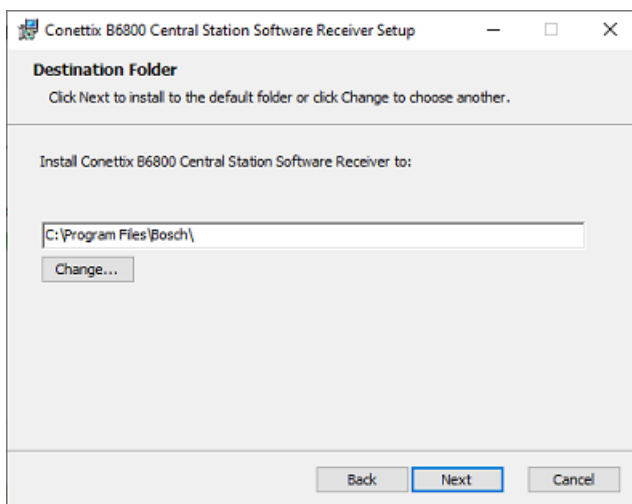 Conettix B6800 Central Station Software Receiver Setup
Destination Folder
Click Next to install to the default folder or click Change to choose another.
Install Conettix B6800 Central Station Software Receiver to:
C:\Program Files\Bosch\
Change...
Back Next Cancel